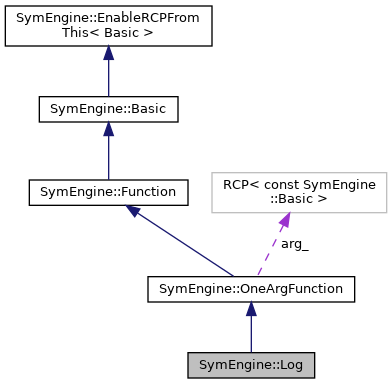 SymEngine::EnableRCPFrom
This< Basic >
SymEngine::Basic
SymEngine::Function
RCP< const SymEngine
::Basic >
arg_
SymEngine::OneArgFunction
SymEngine::Log